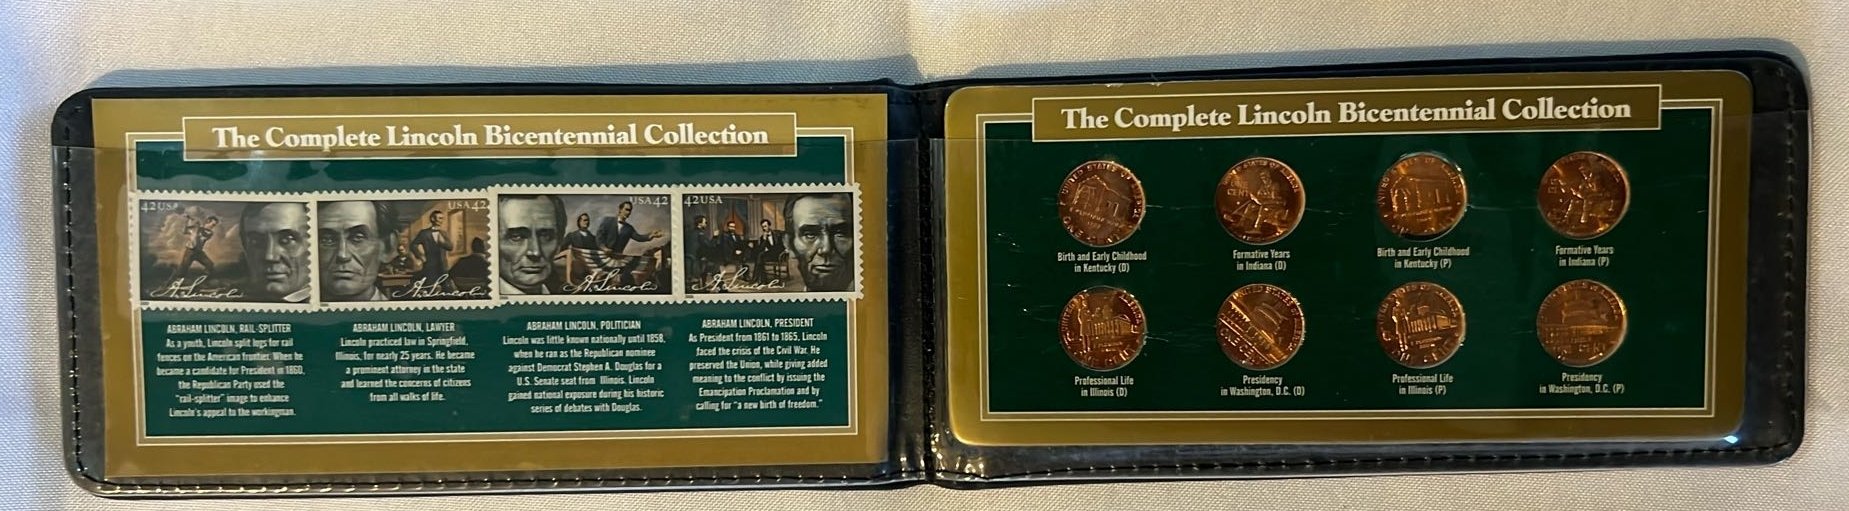 The Complete Lincoln Bicentennial Collection
42USA
USA42
USA42
42USA
A. Lincoln
A. Lincoln
A. Lincoln
A. Lincoln
ABRAHAM LINCOLN, RAIL-SPLITTER
As a youth, Lincoln split logs for rail
fences on the American frontier. When he
became a candidate for President in 1860,
the Republican Party used the
"rail-splitter" image to enhance
Lincoln's appeal to the workingman.
ABRAHAM LINCOLN, LAWYER
Lincoln practiced law in Springfield,
Illinois, for nearly 25 years. He became
a prominent attorney in the state
and learned the concerns of citizens
from all walks of life.
ABRAHAM LINCOLN, POLITICIAN
Lincoln was little known nationally until 1858,
when he ran as the Republican nominee
against Democrat Stephen A. Douglas for a
U.S. Senate seat from Illinois. Lincoln
gained national exposure during his historic
series of debates with Douglas.
ABRAHAM LINCOLN, PRESIDENT
As President from 1861 to 1865, Lincoln
faced the crisis of the Civil War. He
preserved the Union, while giving added
meaning to the conflict by issuing the
Emancipation Proclamation and by
calling for "a new birth of freedom."
The Complete Lincoln Bicentennial Collection
Birth and Early Childhood
in Kentucky (D)
Formative Years
in Indiana (D)
Birth and Early Childhood
in Kentucky (P)
Formative Years
in Indiana (P)
Professional Life
in Illinois (D)
Presidency
in Washington, D.C. (D)
Professional Life
in Illinois (P)
Presidency
in Washington, D.C. (P)